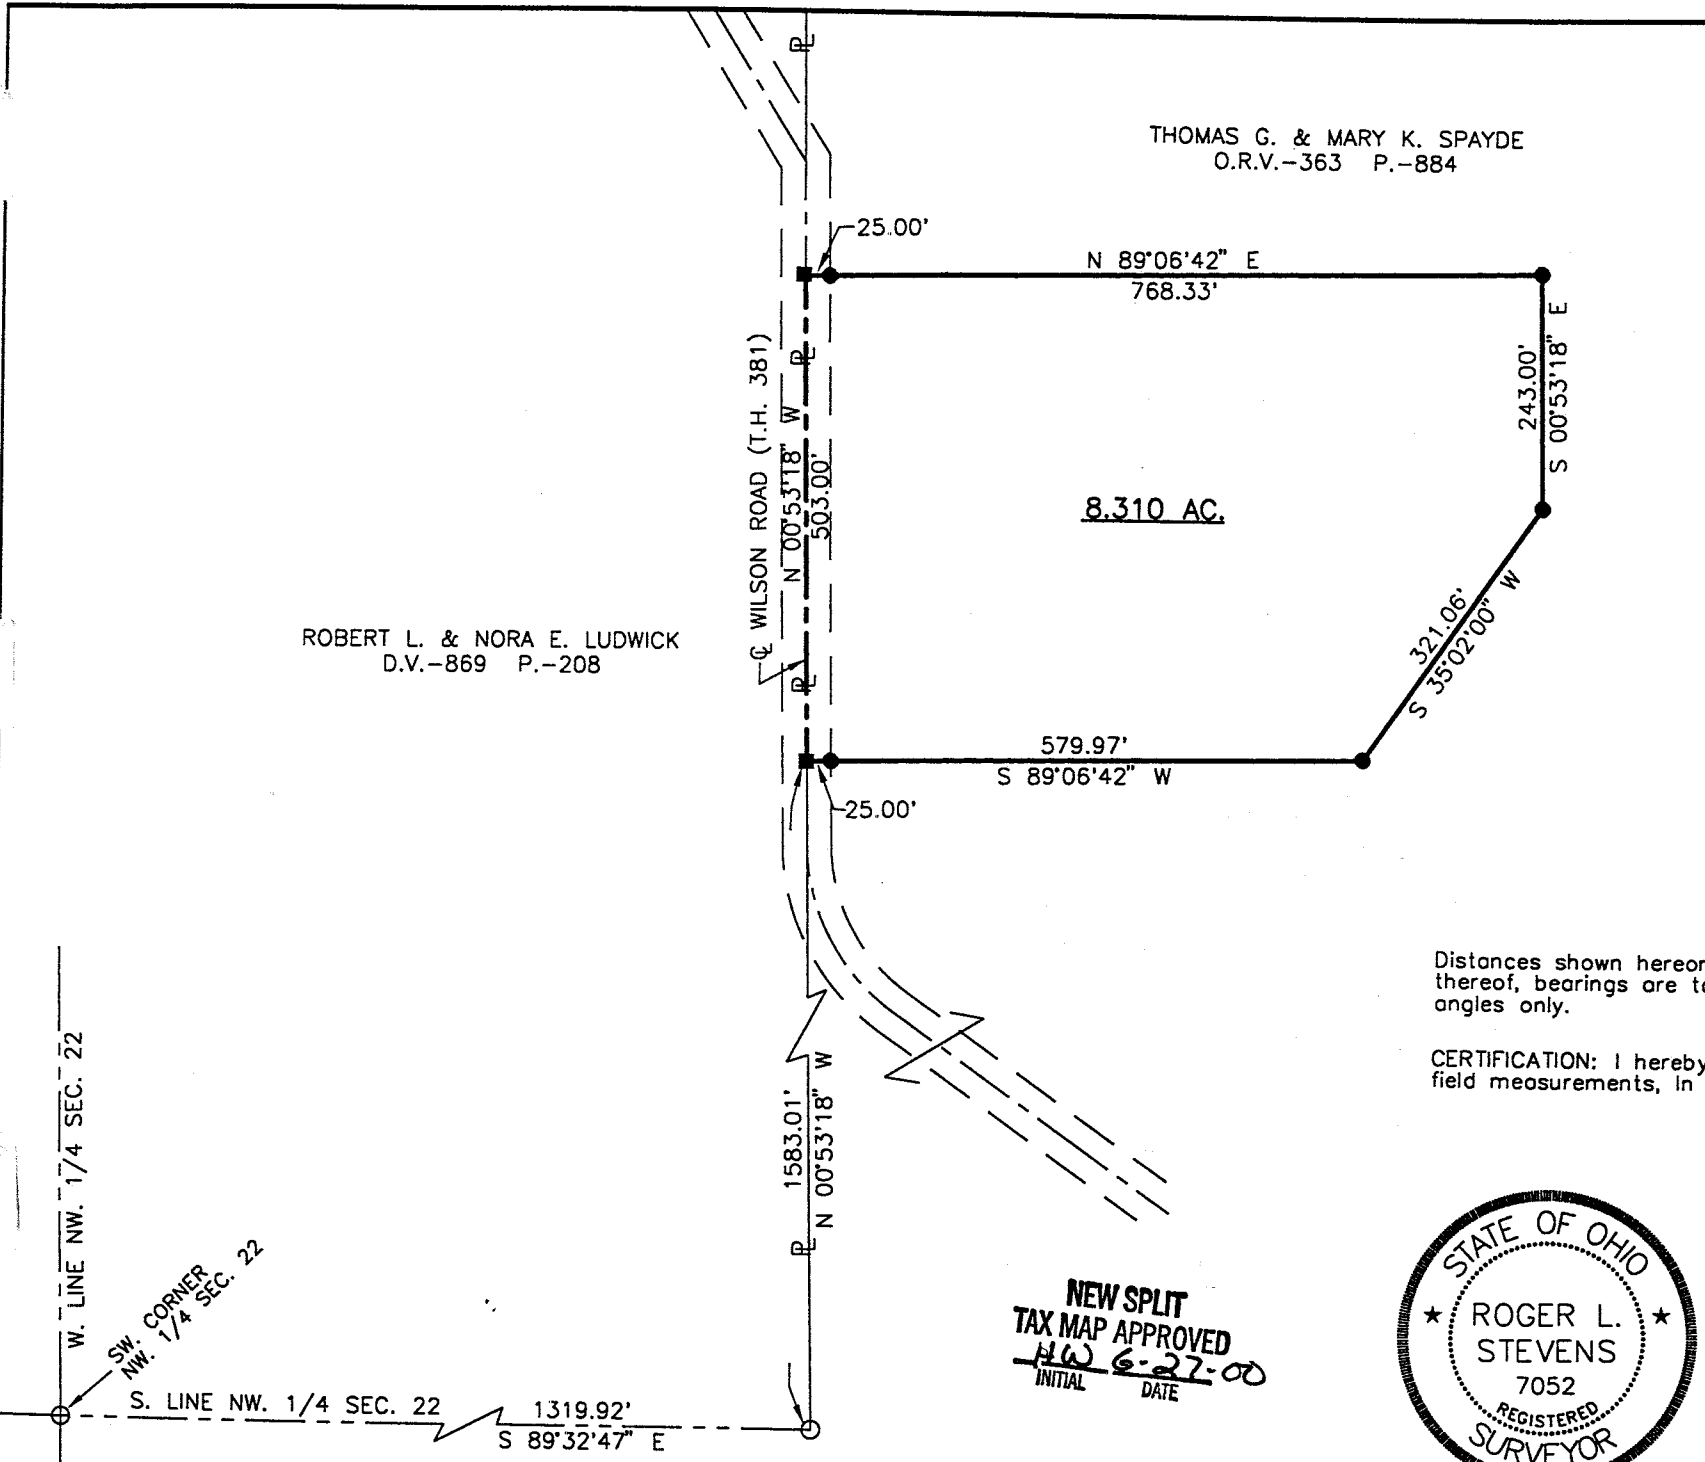 THOMAS G. & MARY K. SPAYDE
O.R.V.-363 P.-884
25.00'
N 89°06'42" E
768.33'
243.00'
S 00°53'18" E
℄ WILSON ROAD (T.H. 381)
N 00°53'18" W
503.00'
8.310 AC.
321.06'
S 35°02'00" W
ROBERT L. & NORA E. LUDWICK
D.V.-869 P.-208
579.97'
S 89°06'42" W
25.00'
Distances shown hereon
thereof, bearings are
angles only.
CERTIFICATION: I hereby
field measurements, in
W. LINE NW. 1/4 SEC. 22
1583.01'
N 00°53'18" W
SW. CORNER
NW. 1/4 SEC. 22
S. LINE NW. 1/4 SEC. 22
1319.92'
S 89°32'47" E
NEW SPLIT
TAX MAP APPROVED
HW 6-27-00
INITIAL DATE
STATE OF OHIO
★ ROGER L. ★
STEVENS
7052
REGISTERED
SURVEYOR
PL
PL
PL
PL